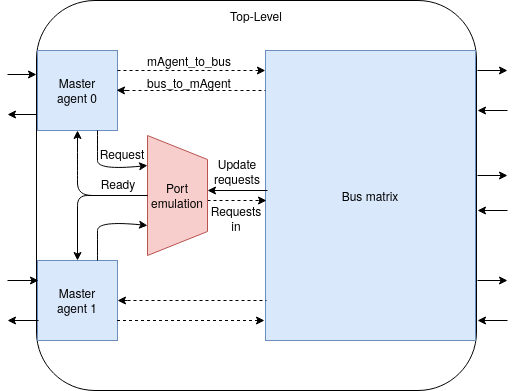 Top-Level
mAgent_to_bus
Master
agent 0
bus_to_mAgent
Request
Update
requests
Ready
Port
emulation
Bus matrix
Requests
in
Master
agent 1